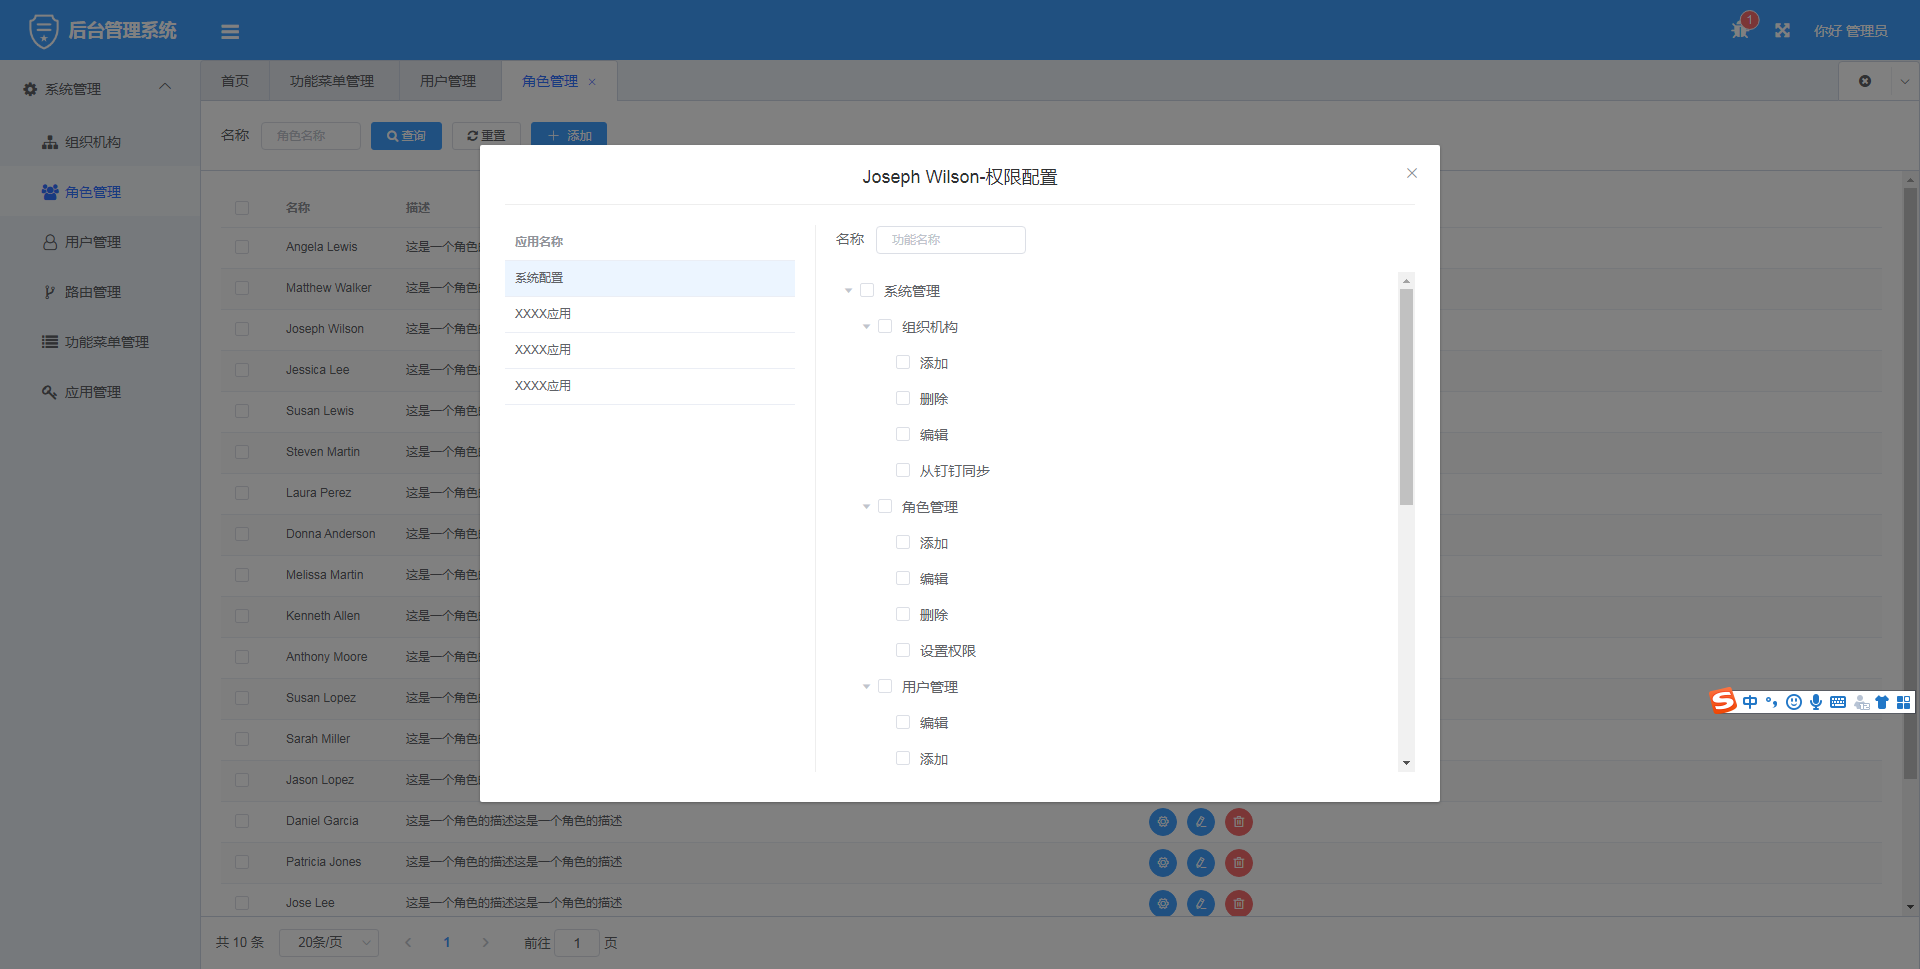 后台管理系统
1
你好 管理员
系统管理
组织机构
角色管理
用户管理
路由管理
功能菜单管理
应用管理
首页 功能菜单管理 用户管理 角色管理
名称 角色名称 查询 重置 添加
名称 描述
Angela Lewis 这是一个角色
Matthew Walker 这是一个角色
Joseph Wilson 这是一个角色
Jessica Lee 这是一个角色
Susan Lewis 这是一个角色
Steven Martin 这是一个角色
Laura Perez 这是一个角色
Donna Anderson 这是一个角色
Melissa Martin 这是一个角色
Kenneth Allen 这是一个角色
Anthony Moore 这是一个角色
Susan Lopez 这是一个角色
Sarah Miller 这是一个角色
Jason Lopez 这是一个角色
Daniel Garcia 这是一个角色的描述这是一个角色的描述
Patricia Jones 这是一个角色的描述这是一个角色的描述
Jose Lee 这是一个角色的描述这是一个角色的描述
共 10 条 20条/页 1 前往 1 页
Joseph Wilson-权限配置
应用名称
系统配置
XXXX应用
XXXX应用
XXXX应用
名称 功能名称
系统管理
组织机构
添加
删除
编辑
从钉钉同步
角色管理
添加
编辑
删除
设置权限
用户管理
编辑
添加
S 中